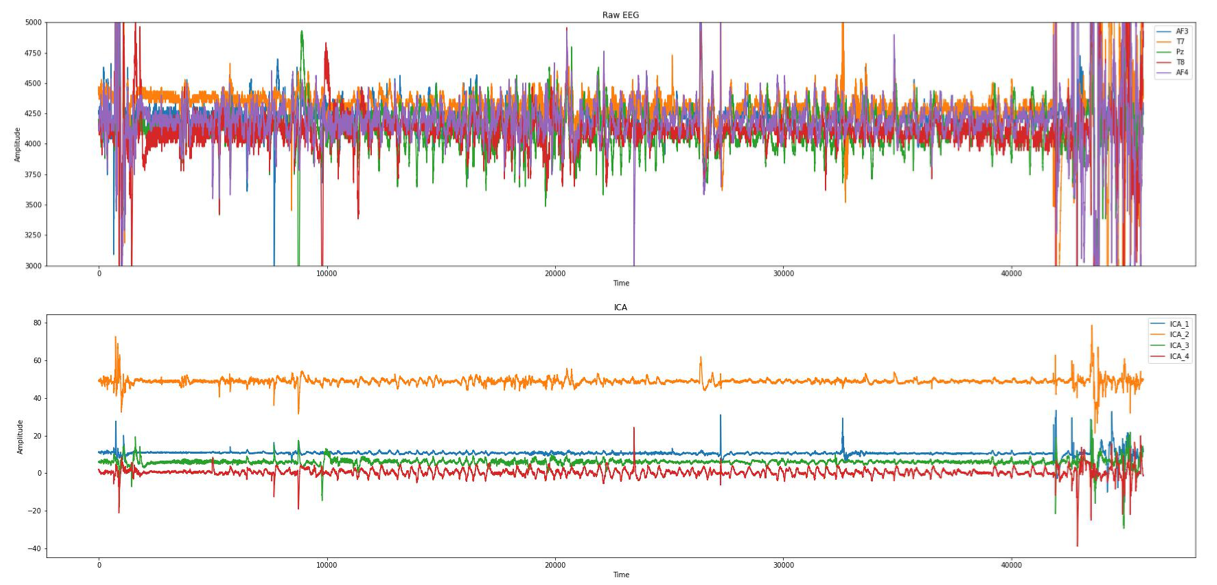 Raw EEG
5000
4750
4500
4250
4000
3750
3500
3250
3000
Amplitude
AF3
T7
Pz
T8
AF4
0 10000 20000 30000 40000
Time
ICA
80
60
40
20
0
−20
−40
Amplitude
ICA_1
ICA_2
ICA_3
ICA_4
0 10000 20000 30000 40000
Time